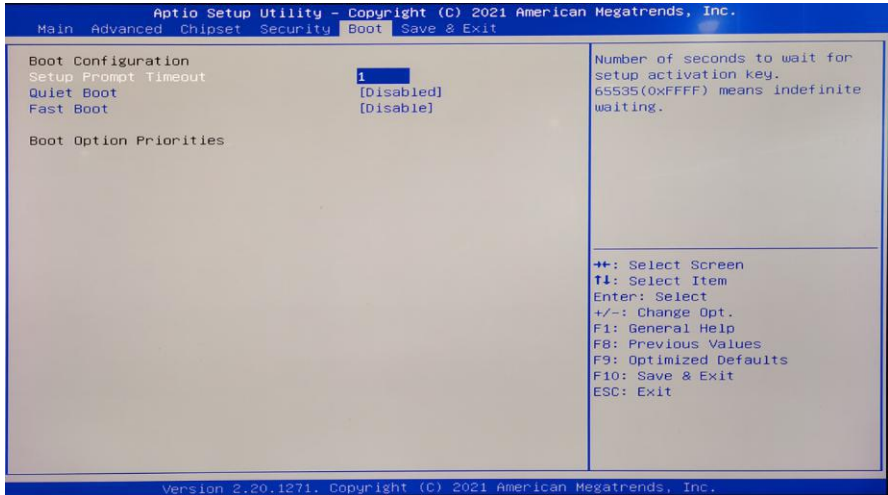 Aptio Setup Utility – Copyright (C) 2021 American Megatrends, Inc.
Main Advanced Chipset Security Boot Save & Exit
Boot Configuration
Setup Prompt Timeout 1
Quiet Boot [Disabled]
Fast Boot [Disable]
Boot Option Priorities
Number of seconds to wait for
setup activation key.
65535(0xFFFF) means indefinite
waiting.
→←: Select Screen
↑↓: Select Item
Enter: Select
+/-: Change Opt.
F1: General Help
F8: Previous Values
F9: Optimized Defaults
F10: Save & Exit
ESC: Exit
Version 2.20.1271. Copyright (C) 2021 American Megatrends, Inc.